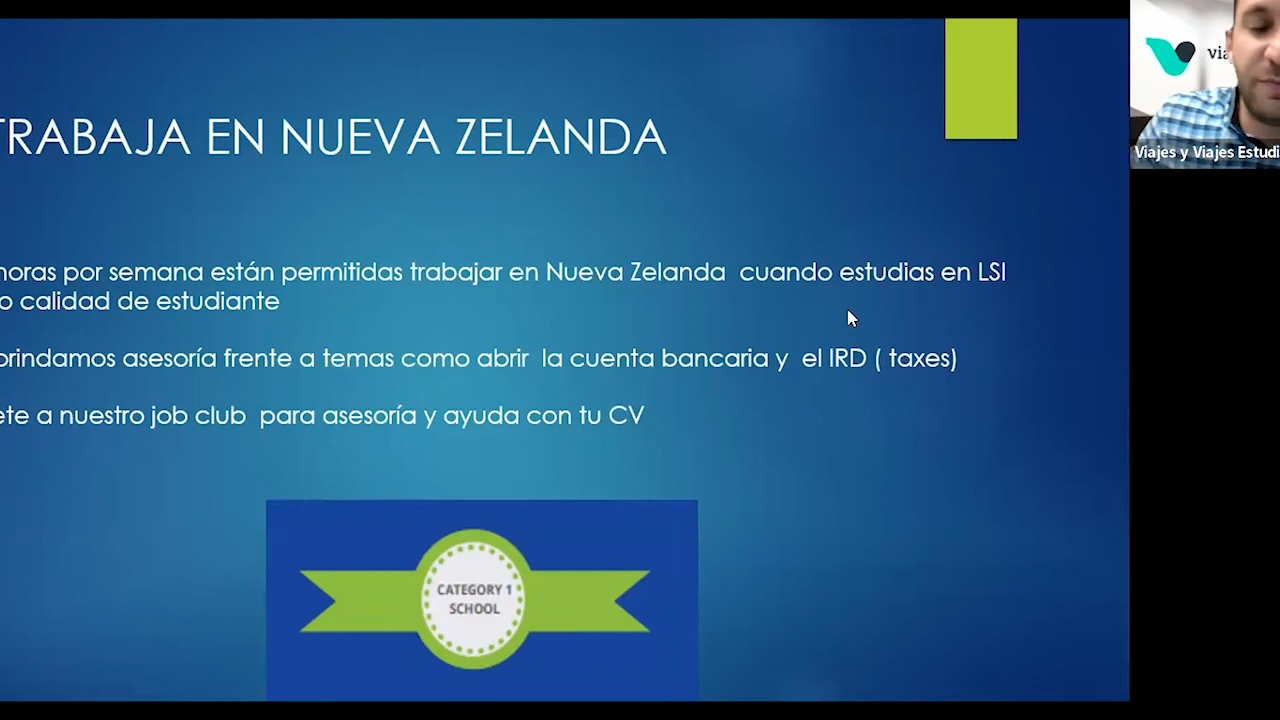 TRABAJA EN NUEVA ZELANDA
horas por semana están permitidas trabajar en Nueva Zelanda cuando estudias en LSI
calidad de estudiante
brindamos asesoría frente a temas como abrir la cuenta bancaria y el IRD ( taxes)
a nuestro job club para asesoría y ayuda con tu CV
CATEGORY 1
SCHOOL
Viajes y Viajes